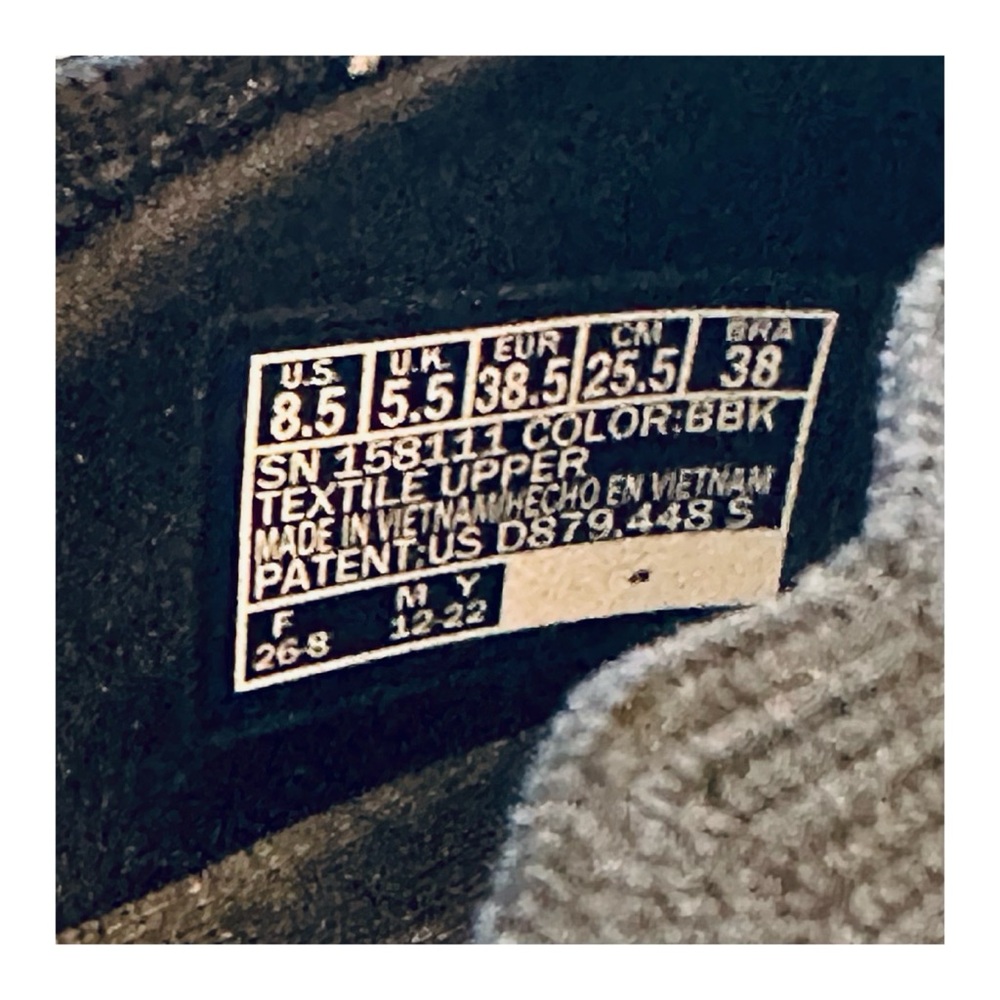 U.S. U.K. EUR CM BRA
8.5 5.5 38.5 25.5 38
SN 158111 COLOR:BBK
TEXTILE UPPER
MADE IN VIETNAM/HECHO EN VIETNAM
PATENT:US D879.448 S
F M Y
26-8 12-22